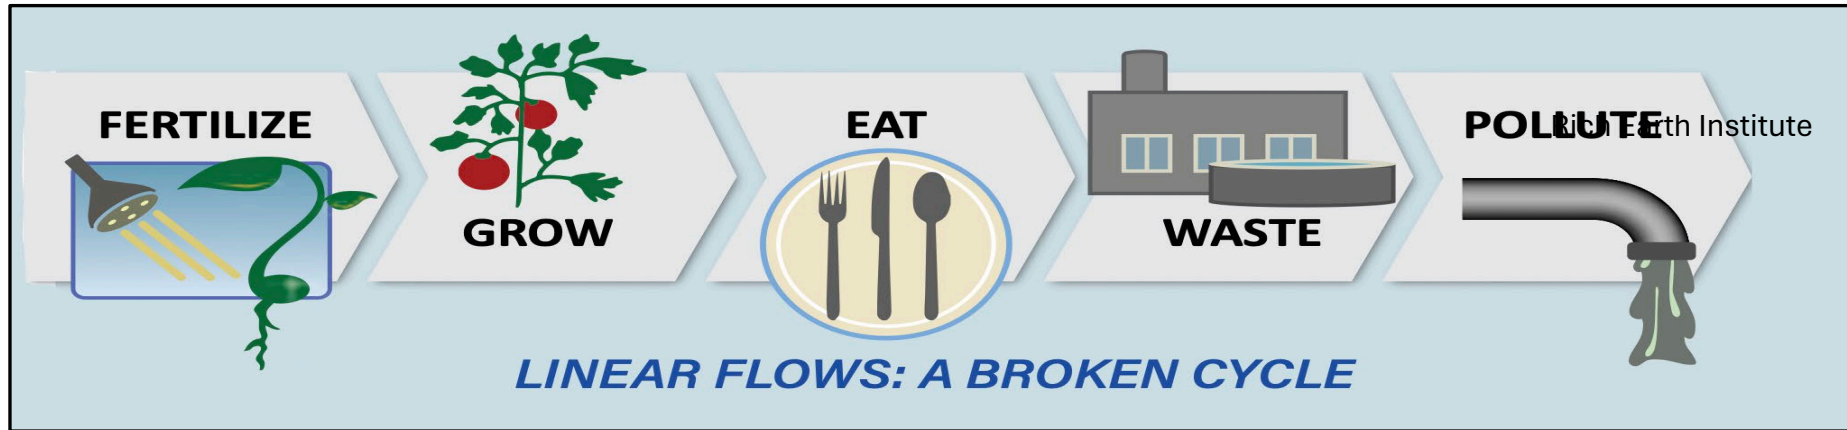 FERTILIZE
GROW
EAT
WASTE
POLLUTE
Rich Earth Institute
LINEAR FLOWS: A BROKEN CYCLE